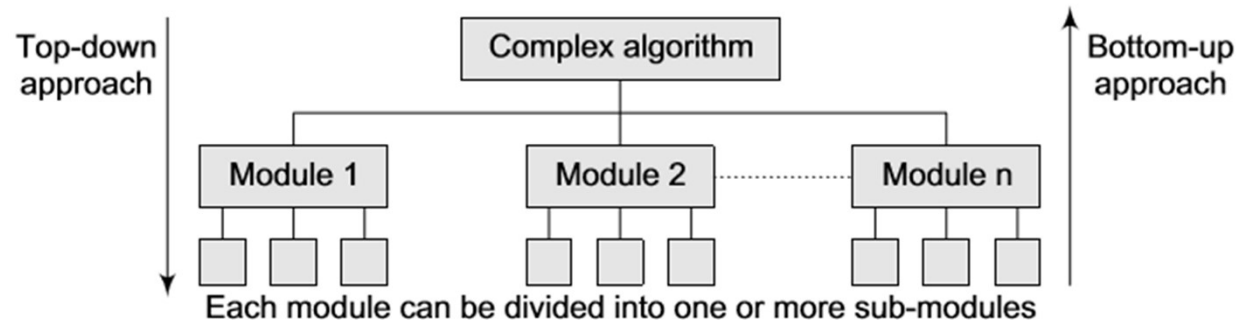 Top-down
approach
Complex algorithm
Bottom-up
approach
Module 1
Module 2
Module n
Each module can be divided into one or more sub-modules